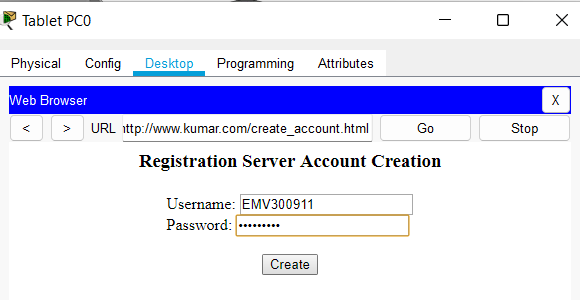 Tablet PC0
Physical Config Desktop Programming Attributes
Web Browser X
< > URL http://www.kumar.com/create_account.html Go Stop
Registration Server Account Creation
Username: EMV300911
Password: •••••••••
Create